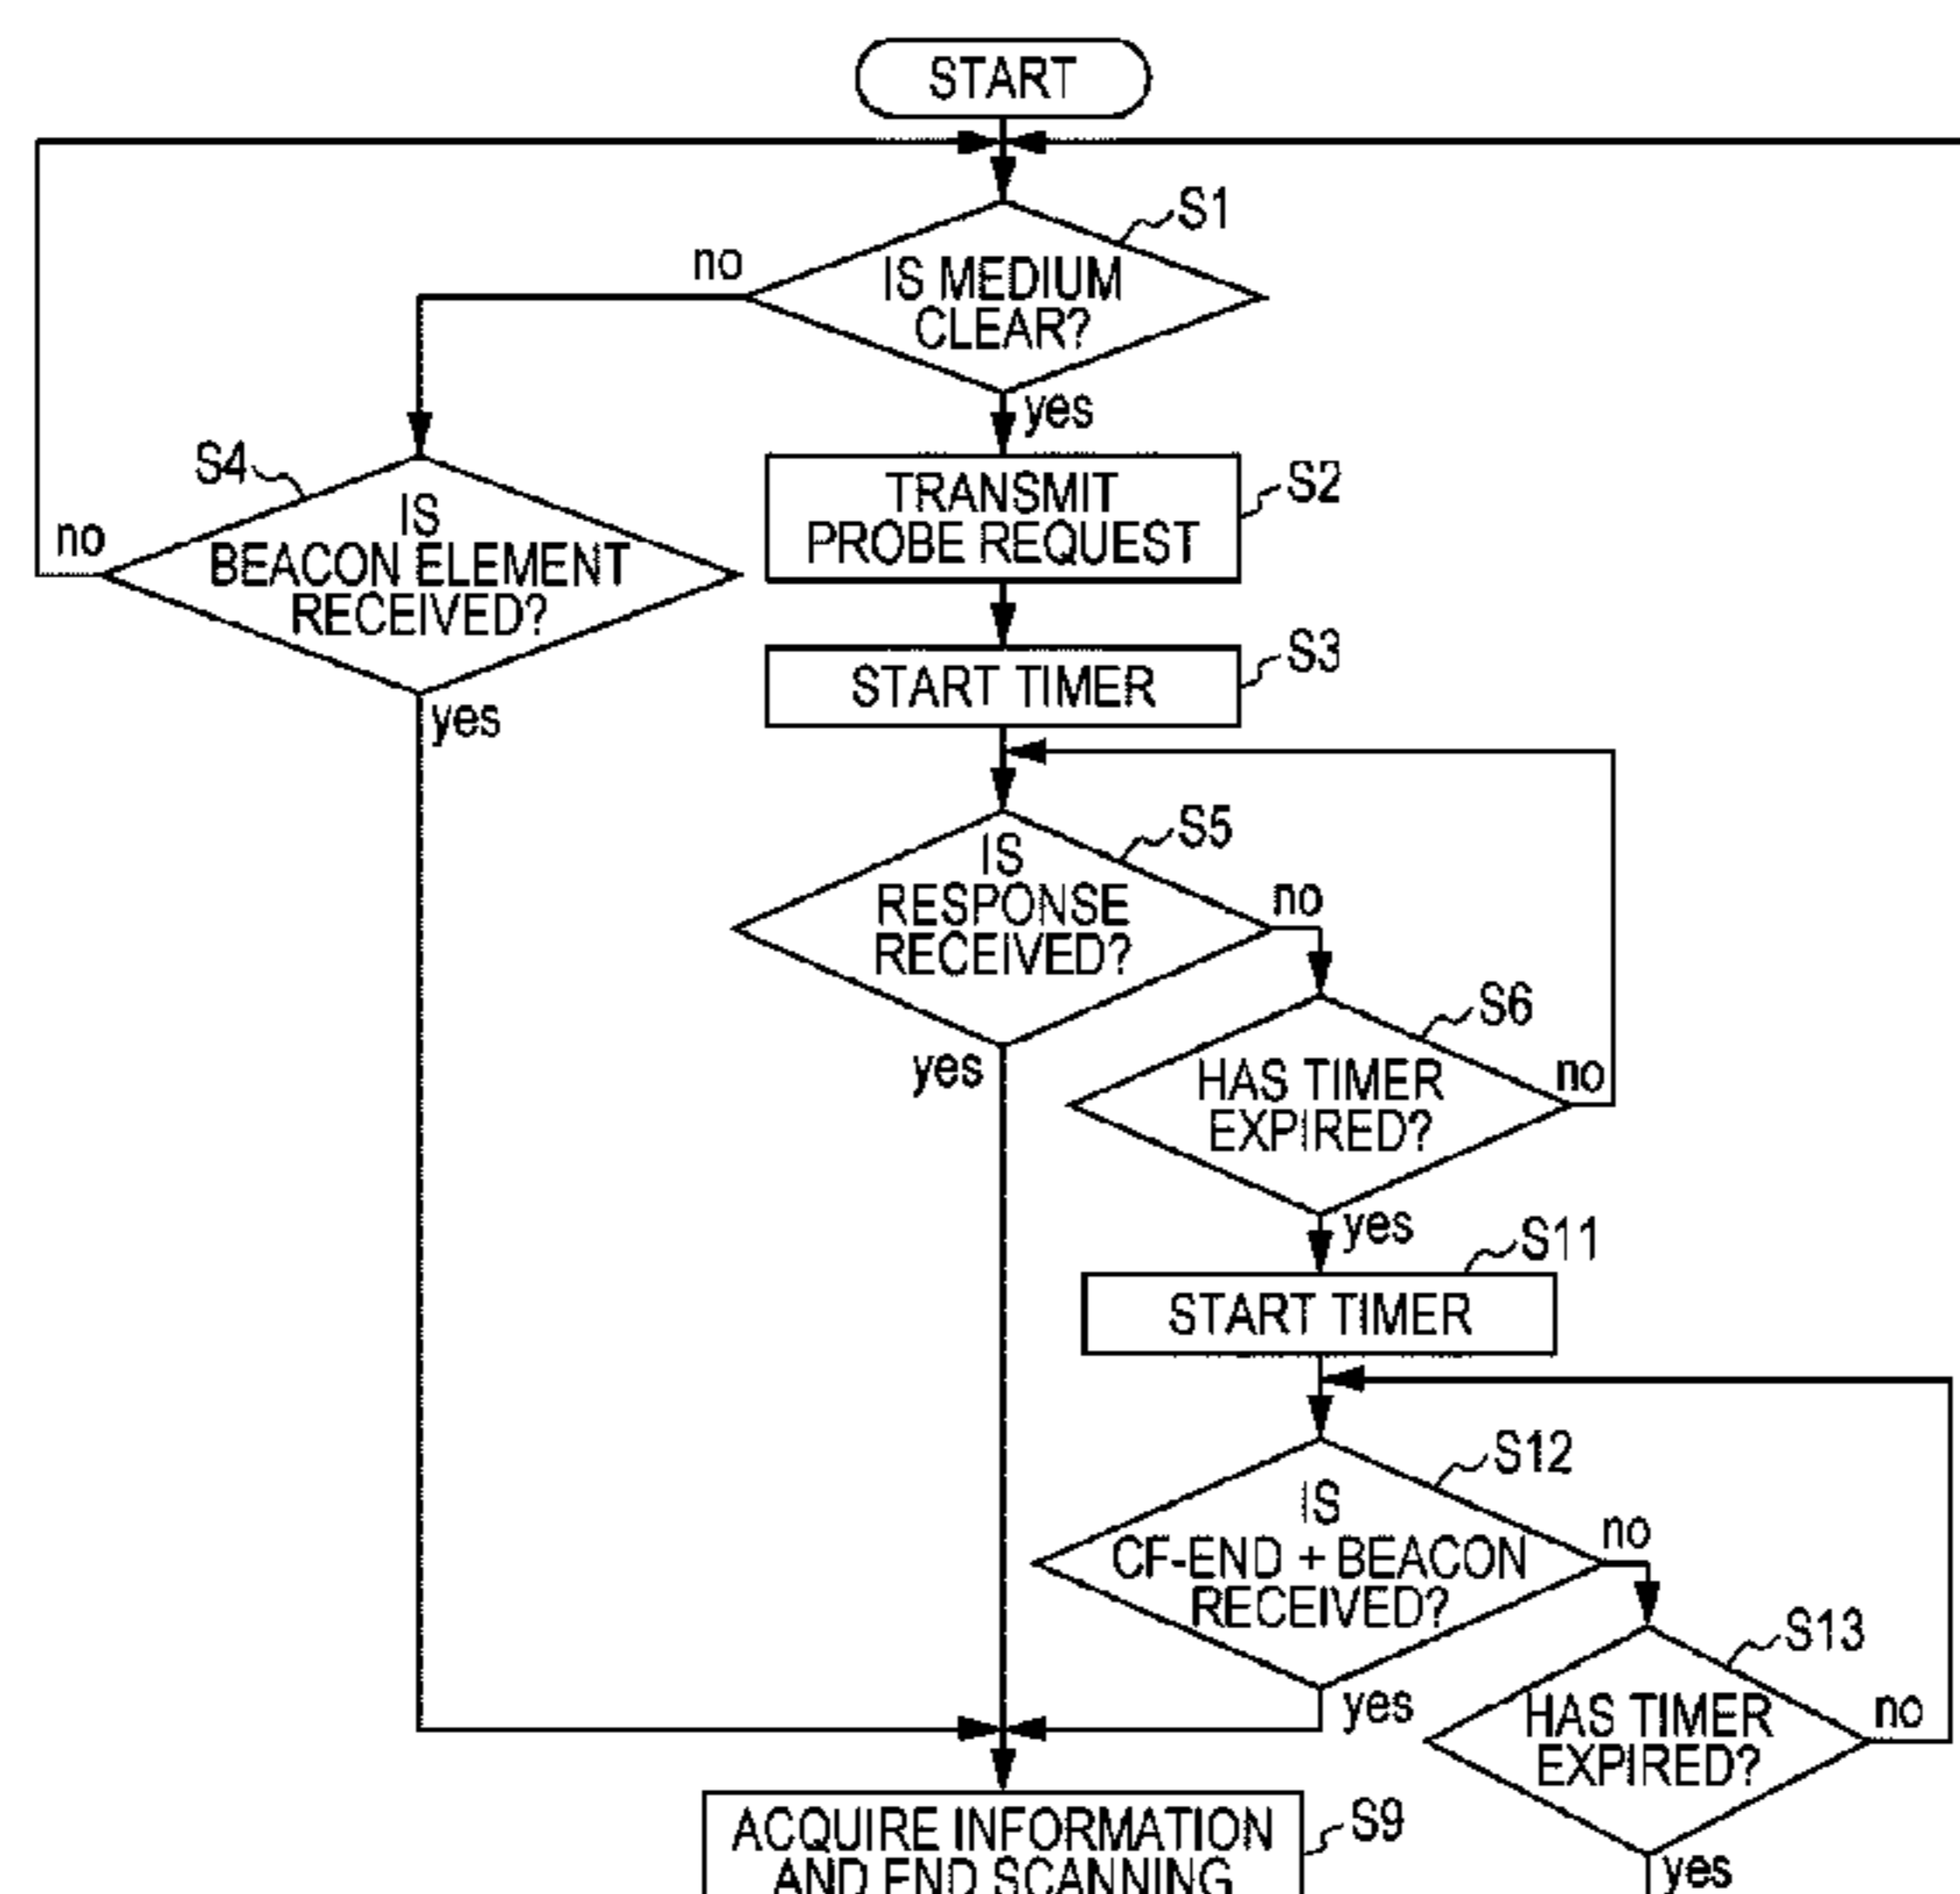 START
S1
no
IS MEDIUM
CLEAR?
yes
S4
IS
BEACON ELEMENT
RECEIVED?
no
yes
S2
TRANSMIT
PROBE REQUEST
S3
START TIMER
S5
IS
RESPONSE
RECEIVED?
no
yes
S6
HAS TIMER
EXPIRED?
no
yes
S11
START TIMER
S12
IS
CF-END + BEACON
RECEIVED?
no
yes
S13
HAS TIMER
EXPIRED?
no
yes
S9
ACQUIRE INFORMATION
AND END SCANNING